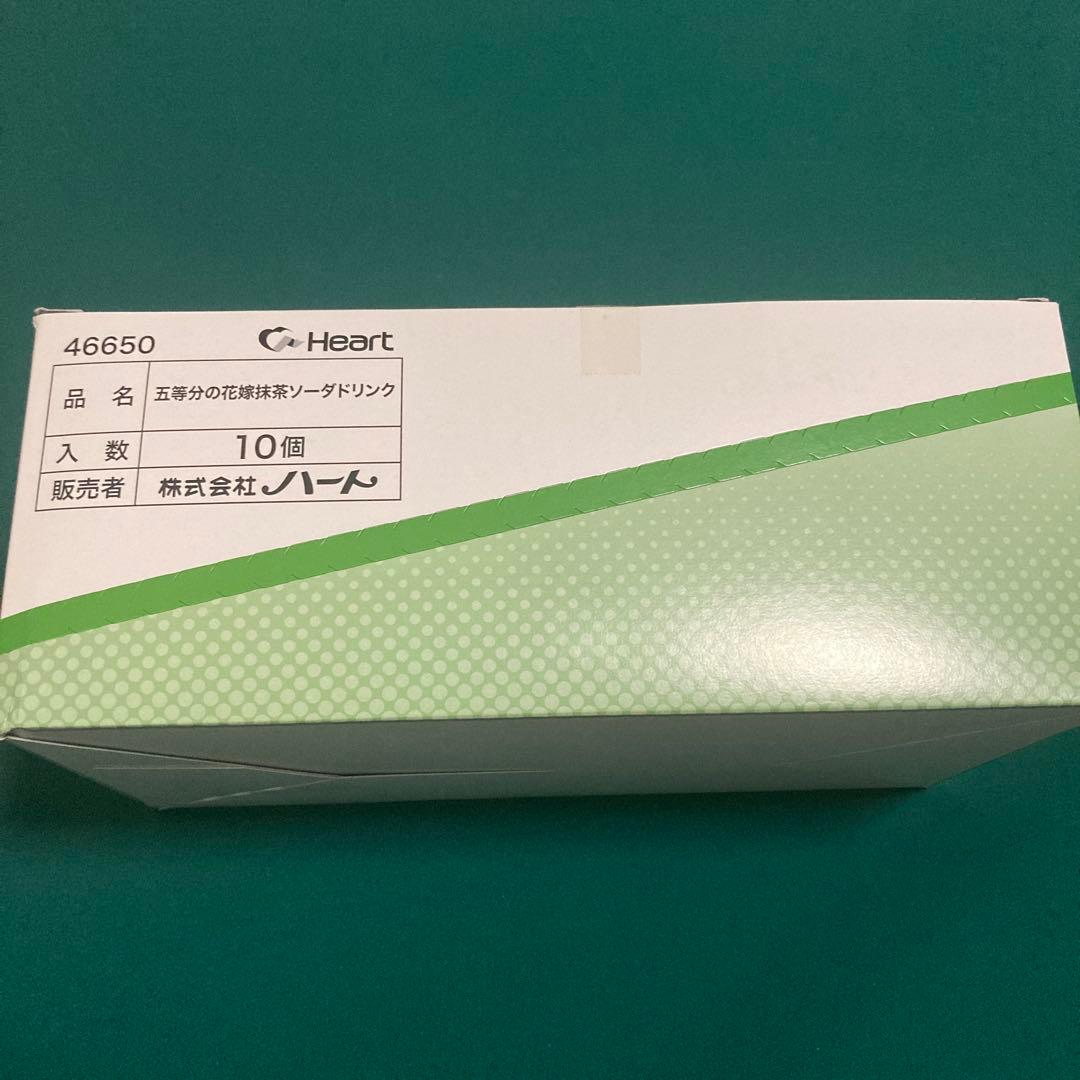 46650
Heart
品名 五等分の花嫁抹茶ソーダドリンク
入数 10個
販売者 株式会社ハート